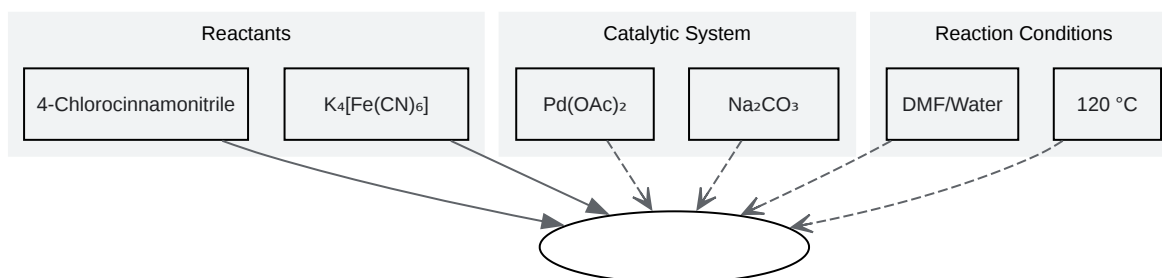 Reactants
Catalytic System
Reaction Conditions
4-Chlorocinnamonitrile
K₄[Fe(CN)₆]
Pd(OAc)₂
Na₂CO₃
DMF/Water
120 °C